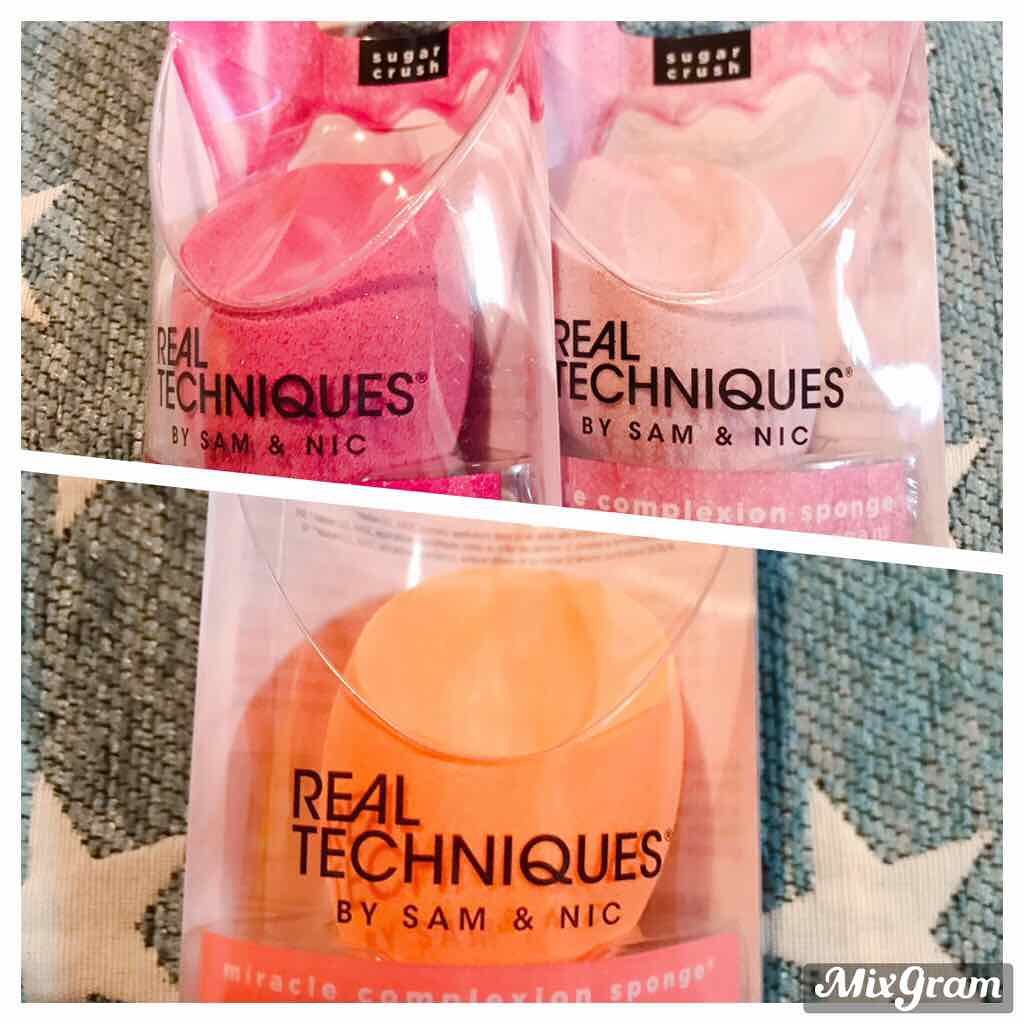 sugar
crush
REAL
TECHNIQUES®
BY SAM & NIC
sugar
crush
REAL
TECHNIQUES®
BY SAM & NIC
e complexion sponge
REAL
TECHNIQUES®
BY SAM & NIC
miracle complexion sponge®
MixGram